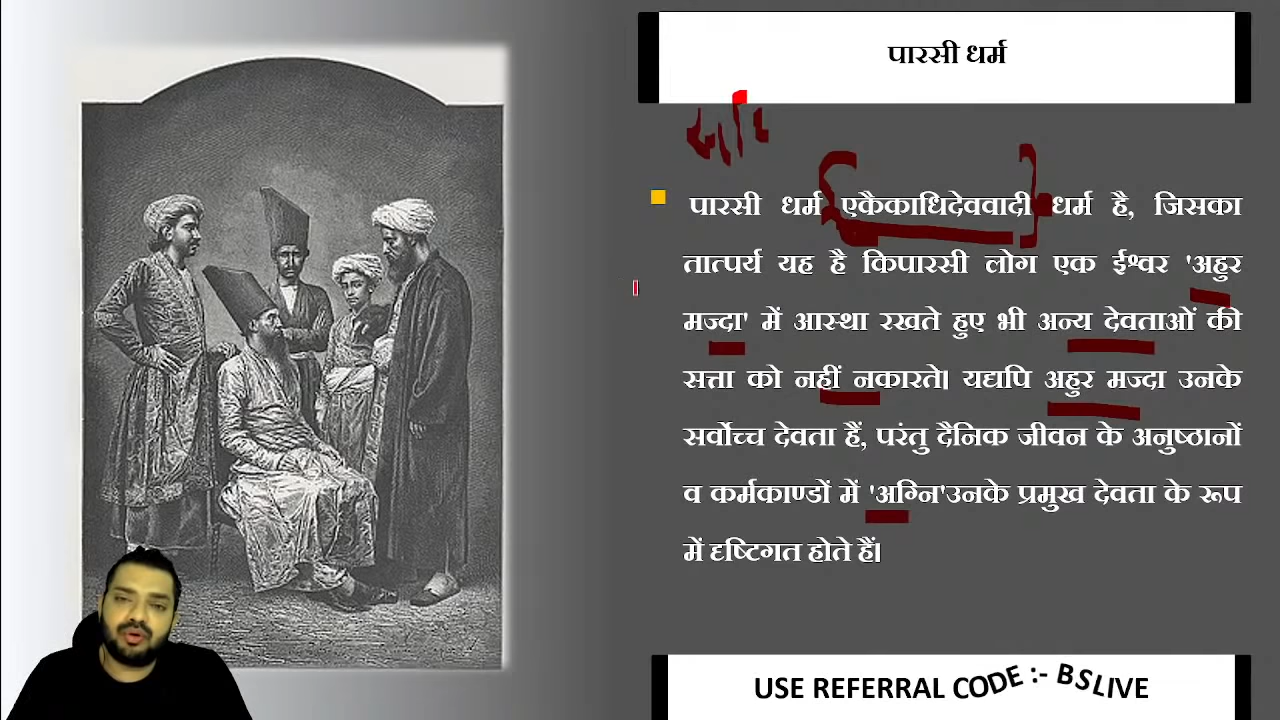 पारसी धर्म
पारसी धर्म एकैकाधिदेववादी धर्म है, जिसका
तात्पर्य यह है किपारसी लोग एक ईश्वर 'अहुर
मज्दा' में आस्था रखते हुए भी अन्य देवताओं की
सत्ता को नहीं नकारते। यद्यपि अहुर मज्दा उनके
सर्वोच्च देवता हैं, परंतु दैनिक जीवन के अनुष्ठानों
व कर्मकाण्डों में 'अग्नि'उनके प्रमुख देवता के रूप
में दृष्टिगत होते हैं।
USE REFERRAL CODE :- BSLIVE